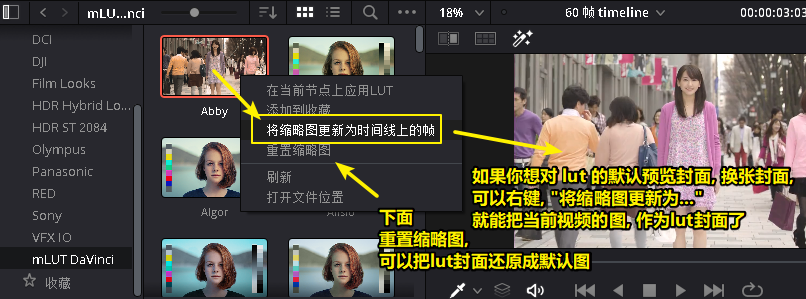 mLU...nci
18%
60 帧 timeline
00:00:03:03
DCI
DJI
Film Looks
HDR Hybrid Lo...
HDR ST 2084
Olympus
Panasonic
RED
Sony
VFX IO
mLUT DaVinci
收藏
Abby
Algor
在当前节点上应用LUT
添加到收藏
将缩略图更新为时间线上的帧
重置缩略图
刷新
打开文件位置
如果你想对 lut 的默认预览封面, 换张封面,
可以右键, "将缩略图更新为..."
就能把当前视频的图, 作为lut封面了
下面
重置缩略图,
可以把lut封面还原成默认图